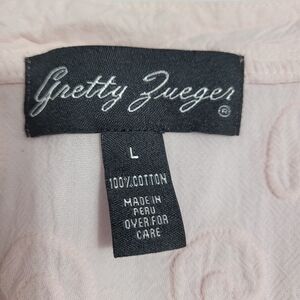 Gretty Zueger ®
L
100% COTTON
MADE IN
PERU
OVER FOR
CARE